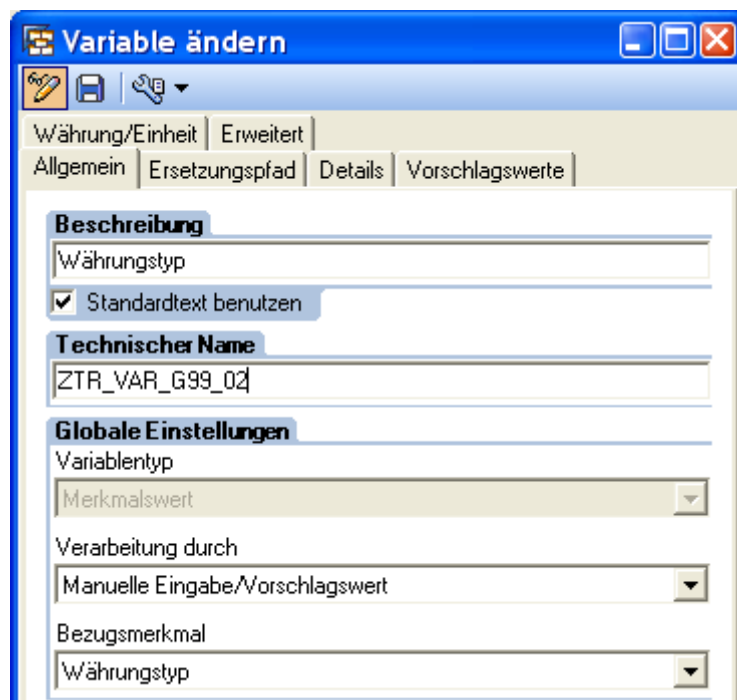 Variable ändern
Währung/Einheit Erweitert
Allgemein Ersetzungspfad Details Vorschlagswerte
Beschreibung
Währungstyp
Standardtext benutzen
Technischer Name
ZTR_VAR_G99_02
Globale Einstellungen
Variablentyp
Merkmalswert
Verarbeitung durch
Manuelle Eingabe/Vorschlagswert
Bezugsmerkmal
Währungstyp